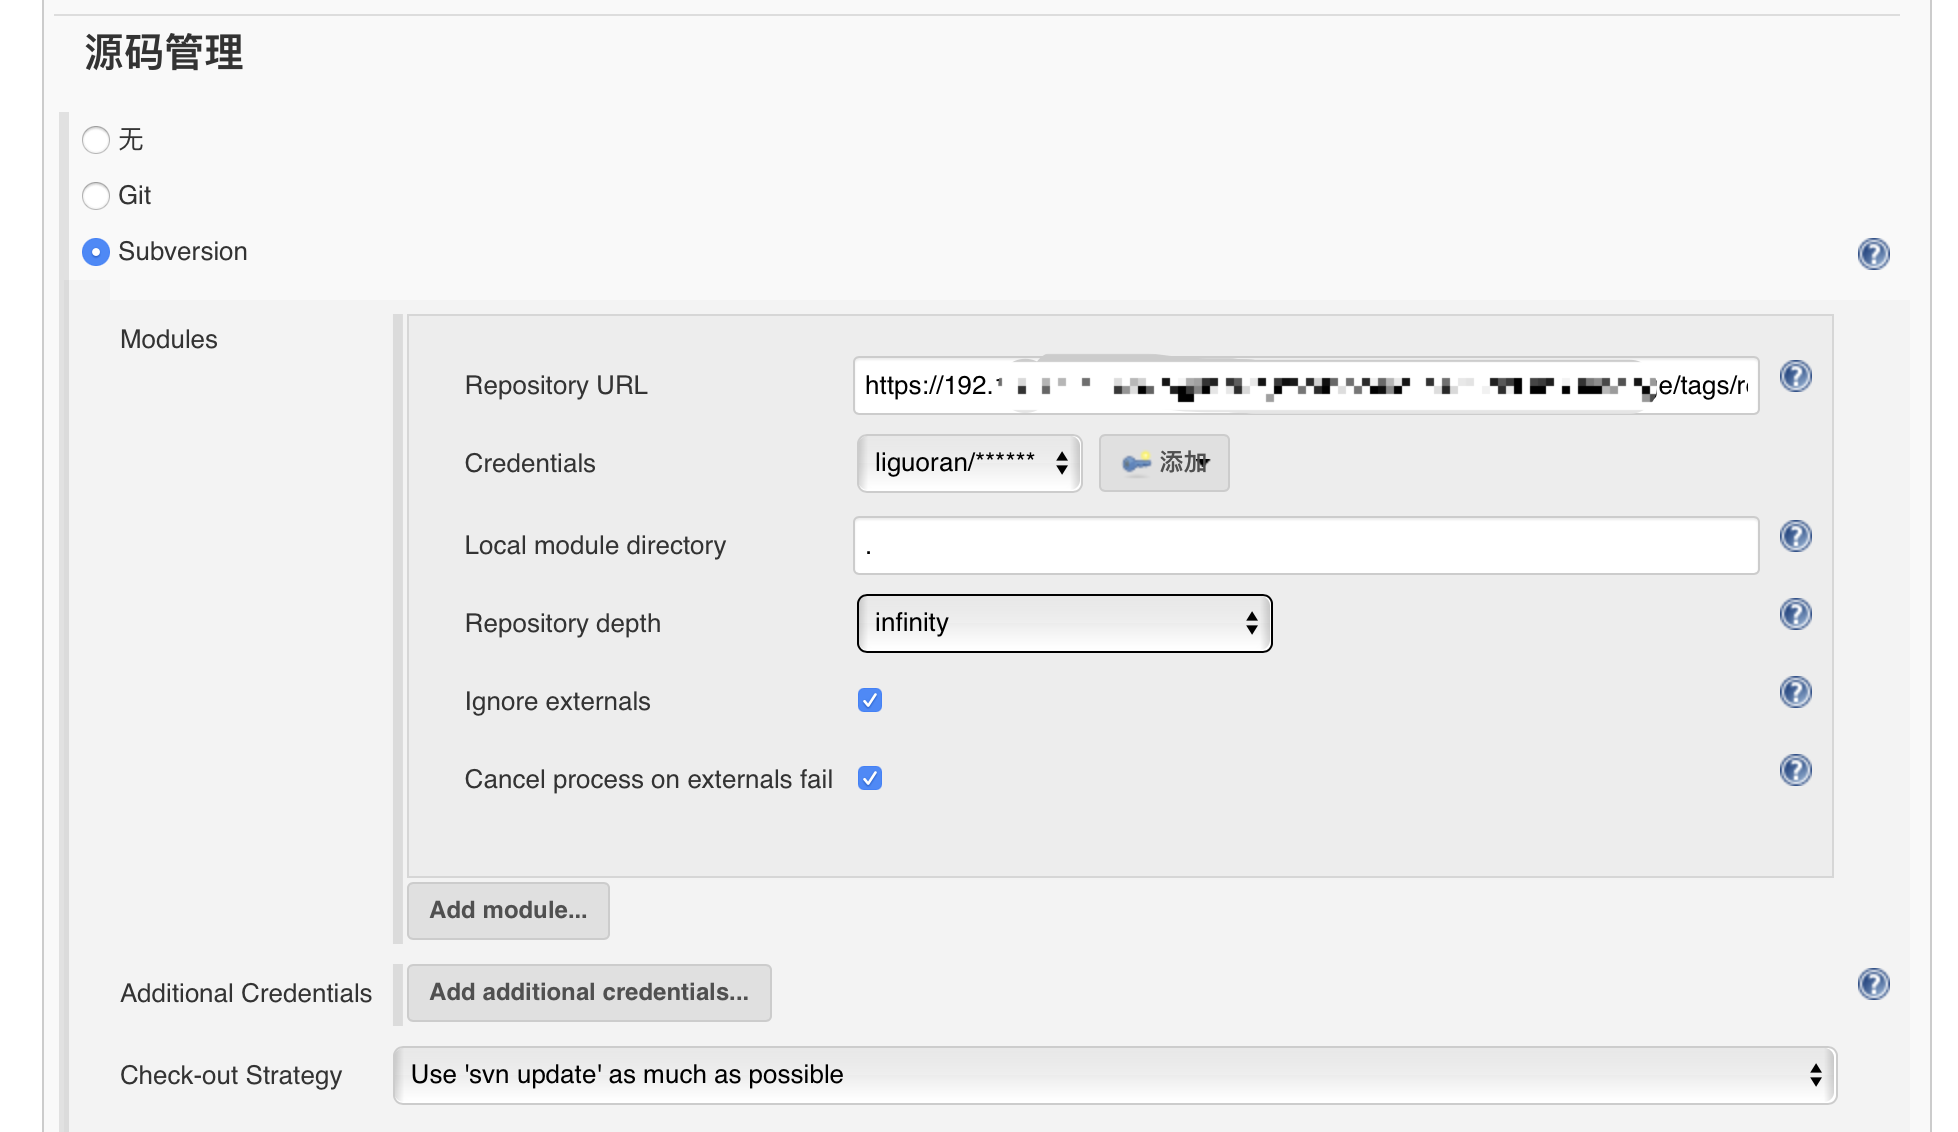 源码管理
无
Git
Subversion
Modules
Repository URL https://192. e/tags/r
Credentials liguoran/****** 添加
Local module directory .
Repository depth infinity
Ignore externals
Cancel process on externals fail
Add module...
Additional Credentials Add additional credentials...
Check-out Strategy Use 'svn update' as much as possible